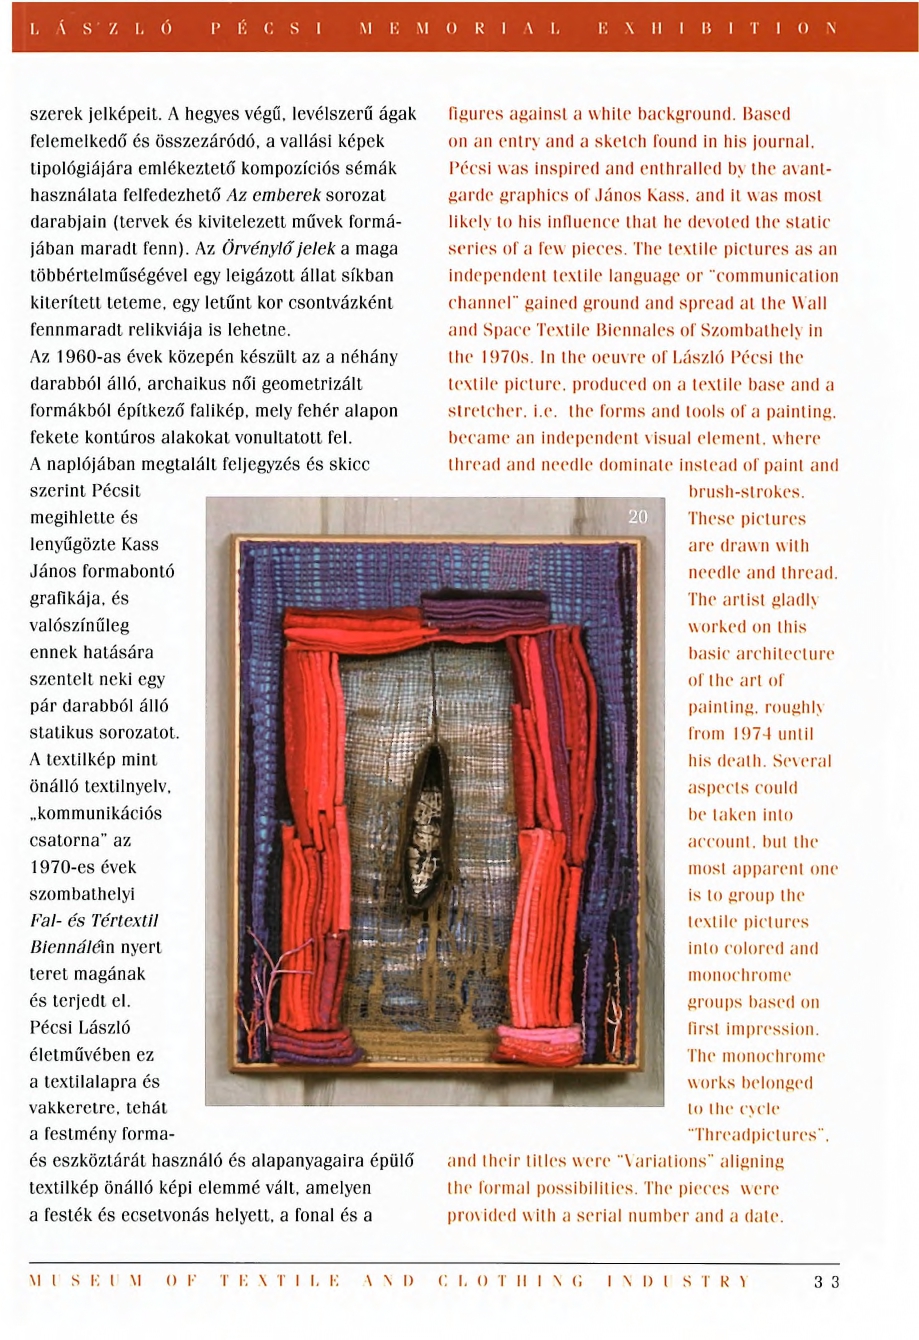 LÁSZLÓ PÉCSI MEMORIAL EXHIBITION
szerek jelképeit. A hegyes végű, levélszerű ágak
felemelkedő és összezáródó, a vallási képek
tipológiájára emlékeztető kompozíciós sémák
használata felfedezhető Az emberek sorozat
darabjain (tervek és kivitelezett művek formá-
jában maradt fenn). Az Örvénylő jelek a maga
többértelműségével egy leigázott állat síkban
kiterített teteme, egy letűnt kor csontvázként
fennmaradt relikviája is lehetne.
Az 1960-as évek közepén készült az a néhány
darabból álló, archaikus női geometrizált
formákból építkező falikép, mely fehér alapon
fekete kontúros alakokat vonultatott fel.
A naplójában megtalált feljegyzés és skicc
szerint Pécsit
megihlette és
lenyűgözte Kass
János formabontó
grafikája, és
valószínűleg
ennek hatására
szentelt neki egy
pár darabból álló
statikus sorozatot.
A textilkép mint
önálló textilnyelv,
„kommunikációs
csatorna" az
1970-es évek
szombathelyi
Fal- és Tértextil
Biennáléin nyert
teret magának
és terjedt el.
Pécsi László
életművében ez
a textilalapra és
vakkeretre, tehát
a festmény forma-
és eszköztárát használó és alapanyagaira épülő
textilkép önálló képi elemmé vált, amelyen
a festék és ecsetvonás helyett, a fonal és a
figures against a white background. Based
on an entry and a sketch found in his journal,
Pécsi was inspired and enthralled by the avant-
garde graphics of János Kass, and it was most
likely to his influence that he devoted the static
series of a few pieces. The textile pictures as an
independent textile language or "communication
channel" gained ground and spread at the Wall
and Space Textile Biennales of Szombathely in
the 1970s. In the oeuvre of László Pécsi the
textile picture, produced on a textile base and a
stretcher, i.e. the forms and tools of a painting,
became an independent visual element, where
thread and needle dominate instead of paint and
brush-strokes.
These pictures
are drawn with
needle and thread.
The artist gladly
worked on this
basic architecture
of the art of
painting, roughly
from 1974 until
his death. Several
aspects could
be taken into
account, but the
most apparent one
is to group the
textile pictures
into colored and
monochrome
groups based on
first impression.
The monochrome
works belonged
to the cycle
"Threadpictures",
and their titles were "Variations" aligning
the formal possibilities. The pieces were
provided with a serial number and a date.
20
MUSEUM OF TEXTILE AND CLOTHING INDUSTRY 33